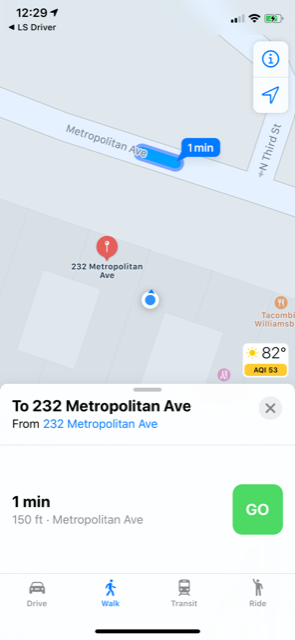 12:29
◀ LS Driver
Metropolitan Ave
1 min
N Third St
232 Metropolitan
Ave
Tacombi
Williamsb
82°
AQI 53
To 232 Metropolitan Ave
From 232 Metropolitan Ave
1 min
150 ft · Metropolitan Ave
GO
Drive
Walk
Transit
Ride